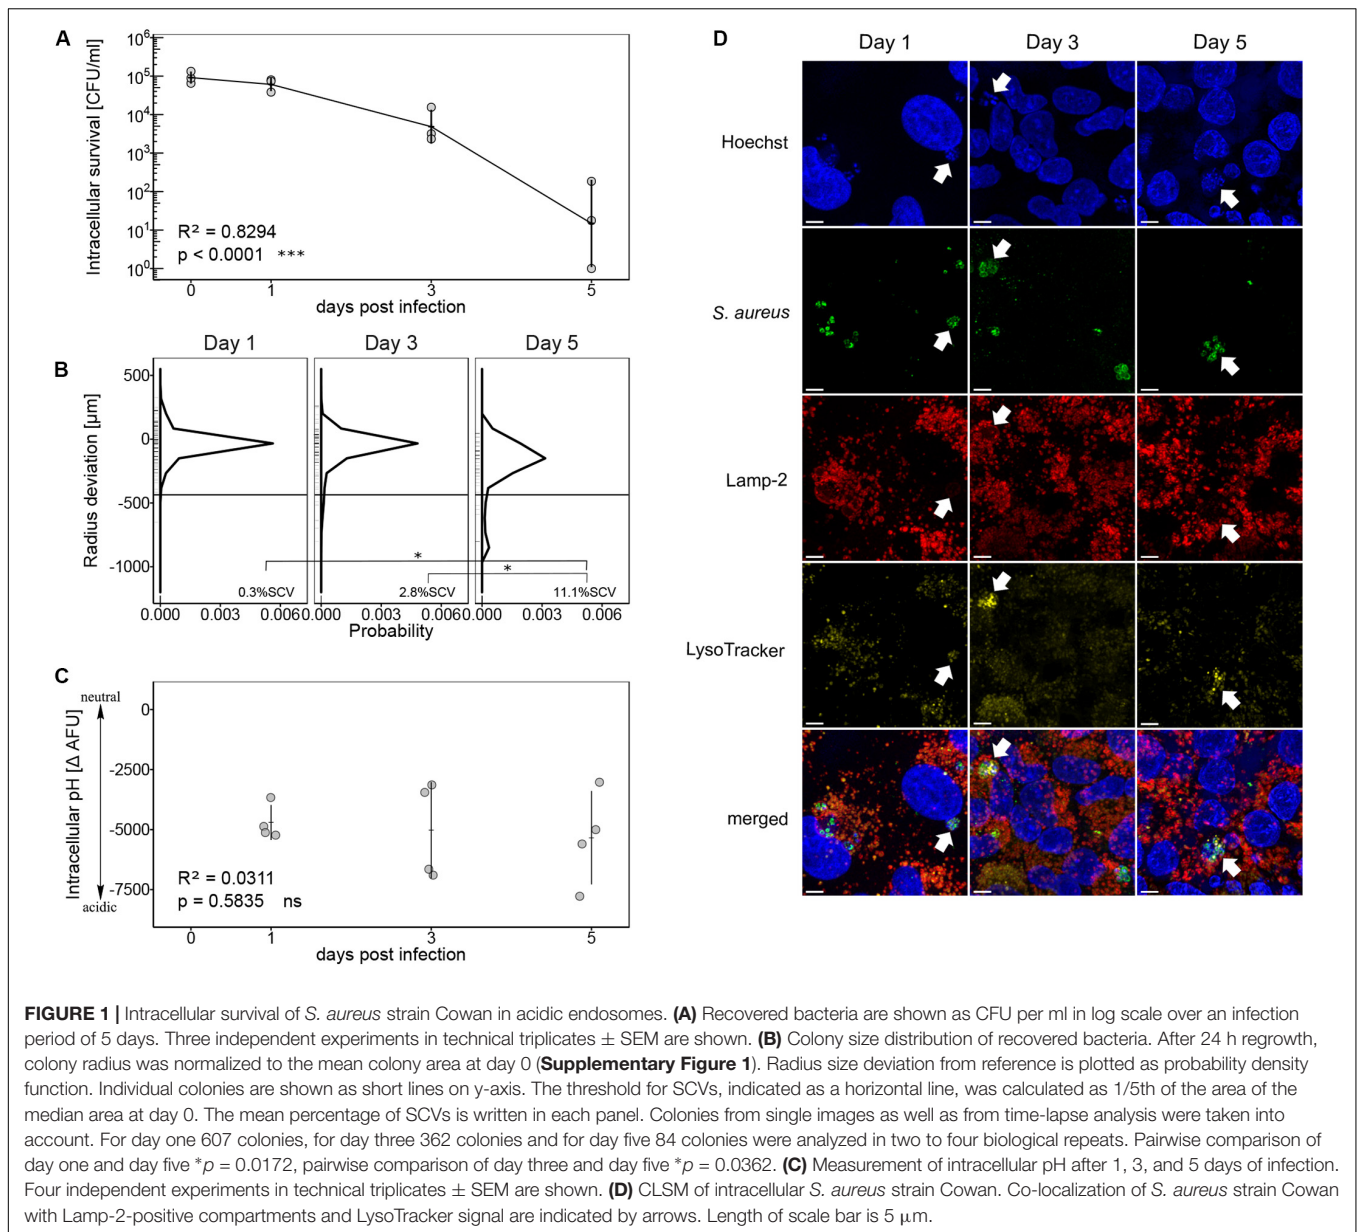 A
10^6
10^5
10^4
10^3
10^2
10^1
10^0
Intracellular survival [CFU/ml]
R² = 0.8294
p < 0.0001 ***
0 1 3 5
days post infection
B
Day 1 Day 3 Day 5
500
0
-500
-1000
Radius deviation [µm]
*
*
0.3%SCV 2.8%SCV 11.1%SCV
0.000 0.003 0.006 0.000 0.003 0.006 0.000 0.003 0.006
Probability
C
neutral
acidic
Intracellular pH [Δ AFU]
0
-2500
-5000
-7500
R² = 0.0311
p = 0.5835 ns
0 1 3 5
days post infection
D
Day 1 Day 3 Day 5
Hoechst
S. aureus
Lamp-2
LysoTracker
merged
FIGURE 1 | Intracellular survival of S. aureus strain Cowan in acidic endosomes. (A) Recovered bacteria are shown as CFU per ml in log scale over an infection
period of 5 days. Three independent experiments in technical triplicates ± SEM are shown. (B) Colony size distribution of recovered bacteria. After 24 h regrowth,
colony radius was normalized to the mean colony area at day 0 (Supplementary Figure 1). Radius size deviation from reference is plotted as probability density
function. Individual colonies are shown as short lines on y-axis. The threshold for SCVs, indicated as a horizontal line, was calculated as 1/5th of the area of the
median area at day 0. The mean percentage of SCVs is written in each panel. Colonies from single images as well as from time-lapse analysis were taken into
account. For day one 607 colonies, for day three 362 colonies and for day five 84 colonies were analyzed in two to four biological repeats. Pairwise comparison of
day one and day five *p = 0.0172, pairwise comparison of day three and day five *p = 0.0362. (C) Measurement of intracellular pH after 1, 3, and 5 days of infection.
Four independent experiments in technical triplicates ± SEM are shown. (D) CLSM of intracellular S. aureus strain Cowan. Co-localization of S. aureus strain Cowan
with Lamp-2-positive compartments and LysoTracker signal are indicated by arrows. Length of scale bar is 5 µm.